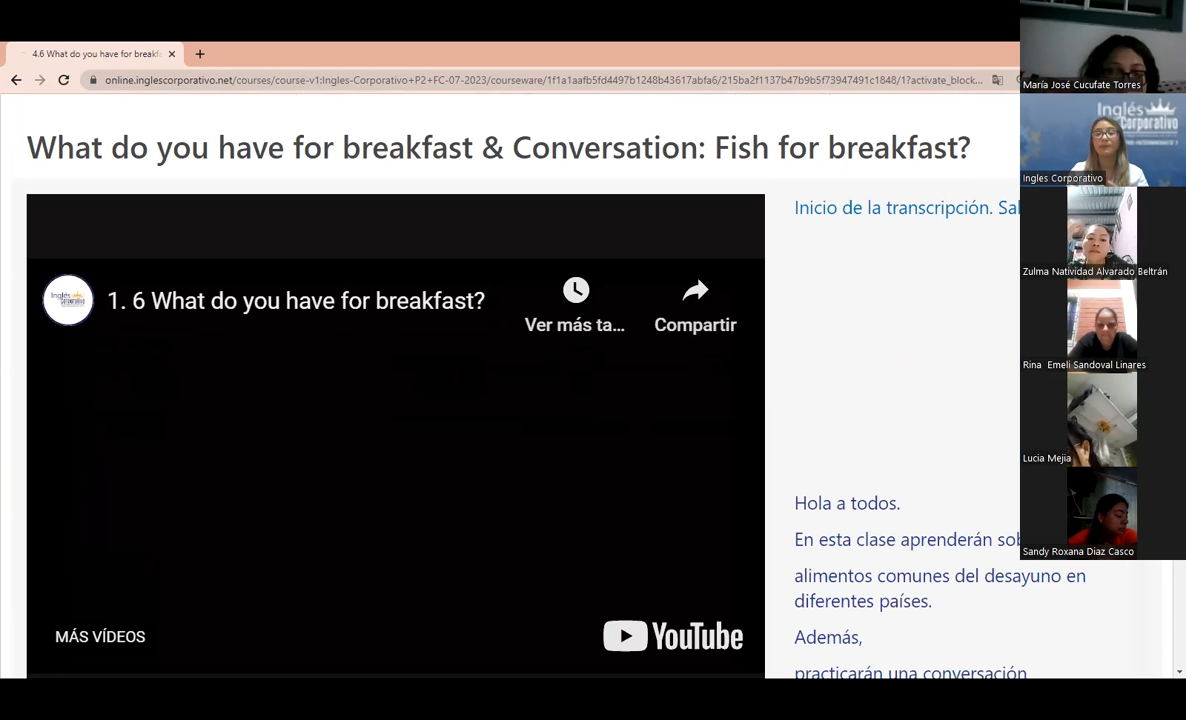 4.6 What do you have for breakfa
online.inglescorporativo.net/courses/course-v1:Ingles-Corporativo+P2+FC-07-2023/courseware/1f1a1aafb5fd4497b1248b43617abfa6/215ba2f1137b47b9b5f73947491c1848/1?activate_block...
What do you have for breakfast & Conversation: Fish for breakfast?
Inglés Corporativo
1. 6 What do you have for breakfast?
Ver más ta...
Compartir
MÁS VÍDEOS
YouTube
Inicio de la transcripción. Sal
Hola a todos.
En esta clase aprenderán sob
alimentos comunes del desayuno en
diferentes países.
Además,
practicarán una conversación
María José Cucufate Torres
Inglés
Corporativo
Ingles Corporativo
Zulma Natividad Alvarado Beltrán
Rina Emeli Sandoval Linares
Lucia Mejia
Sandy Roxana Diaz Casco